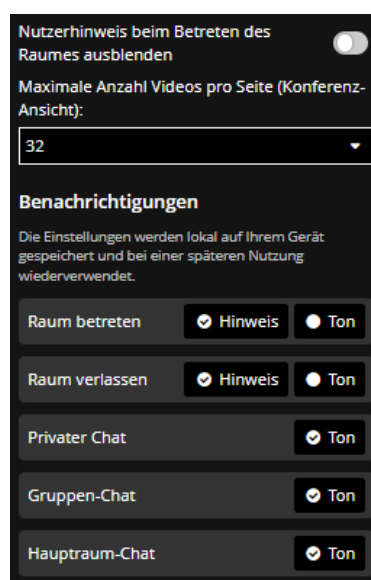 Nutzerhinweis beim Betreten des
Raumes ausblenden
Maximale Anzahl Videos pro Seite (Konferenz-
Ansicht):
32
Benachrichtigungen
Die Einstellungen werden lokal auf Ihrem Gerät
gespeichert und bei einer späteren Nutzung
wiederverwendet.
Raum betreten Hinweis Ton
Raum verlassen Hinweis Ton
Privater Chat Ton
Gruppen-Chat Ton
Hauptraum-Chat Ton